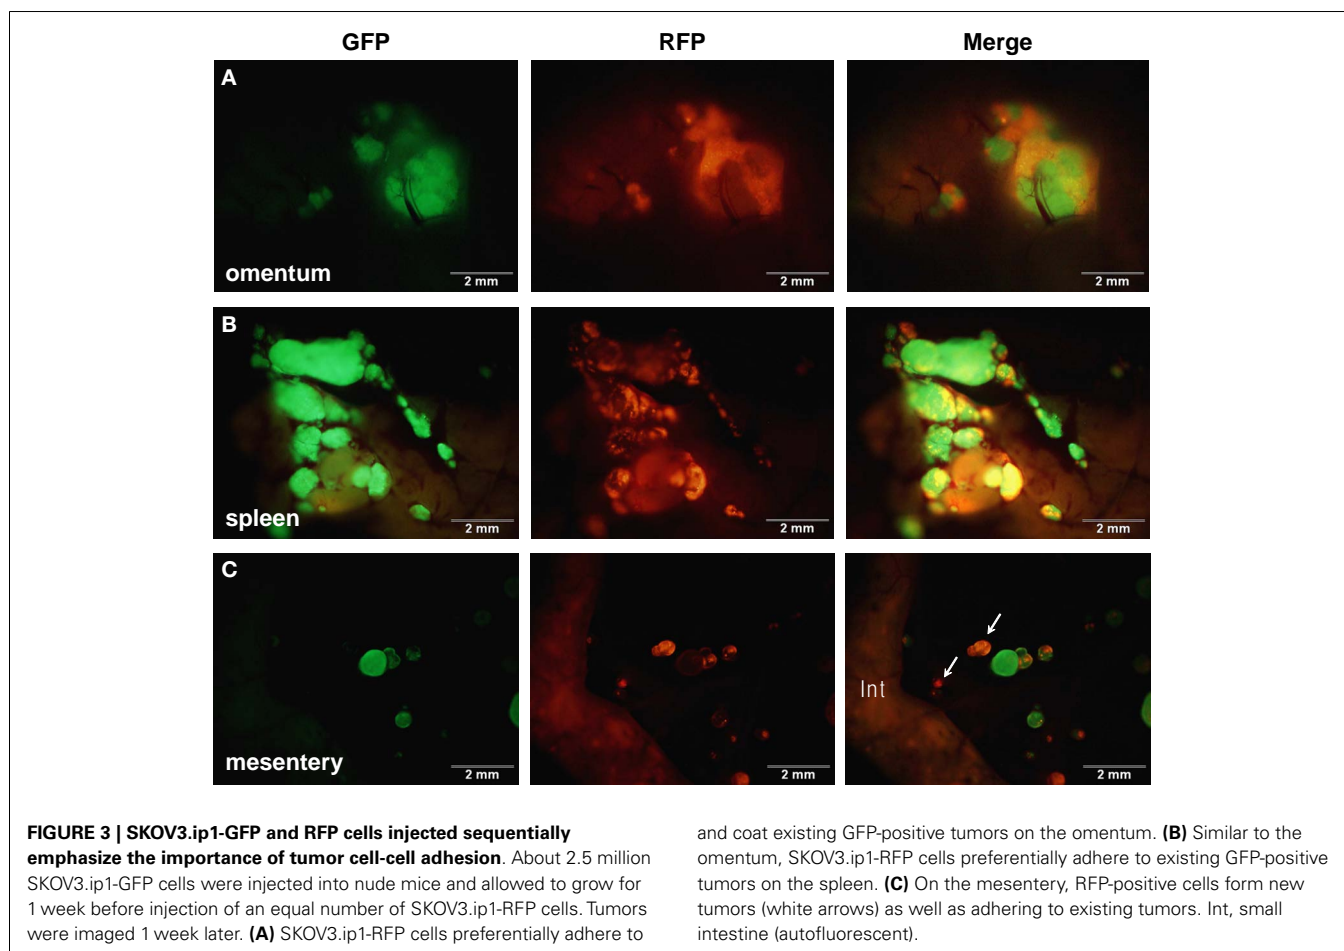 GFP
RFP
Merge
A
omentum
2 mm
2 mm
2 mm
B
spleen
2 mm
2 mm
2 mm
C
Int
mesentery
2 mm
2 mm
2 mm
FIGURE 3 | SKOV3.ip1-GFP and RFP cells injected sequentially
emphasize the importance of tumor cell-cell adhesion. About 2.5 million
SKOV3.ip1-GFP cells were injected into nude mice and allowed to grow for
1 week before injection of an equal number of SKOV3.ip1-RFP cells. Tumors
were imaged 1 week later. (A) SKOV3.ip1-RFP cells preferentially adhere to
and coat existing GFP-positive tumors on the omentum. (B) Similar to the
omentum, SKOV3.ip1-RFP cells preferentially adhere to existing GFP-positive
tumors on the spleen. (C) On the mesentery, RFP-positive cells form new
tumors (white arrows) as well as adhering to existing tumors. Int, small
intestine (autofluorescent).